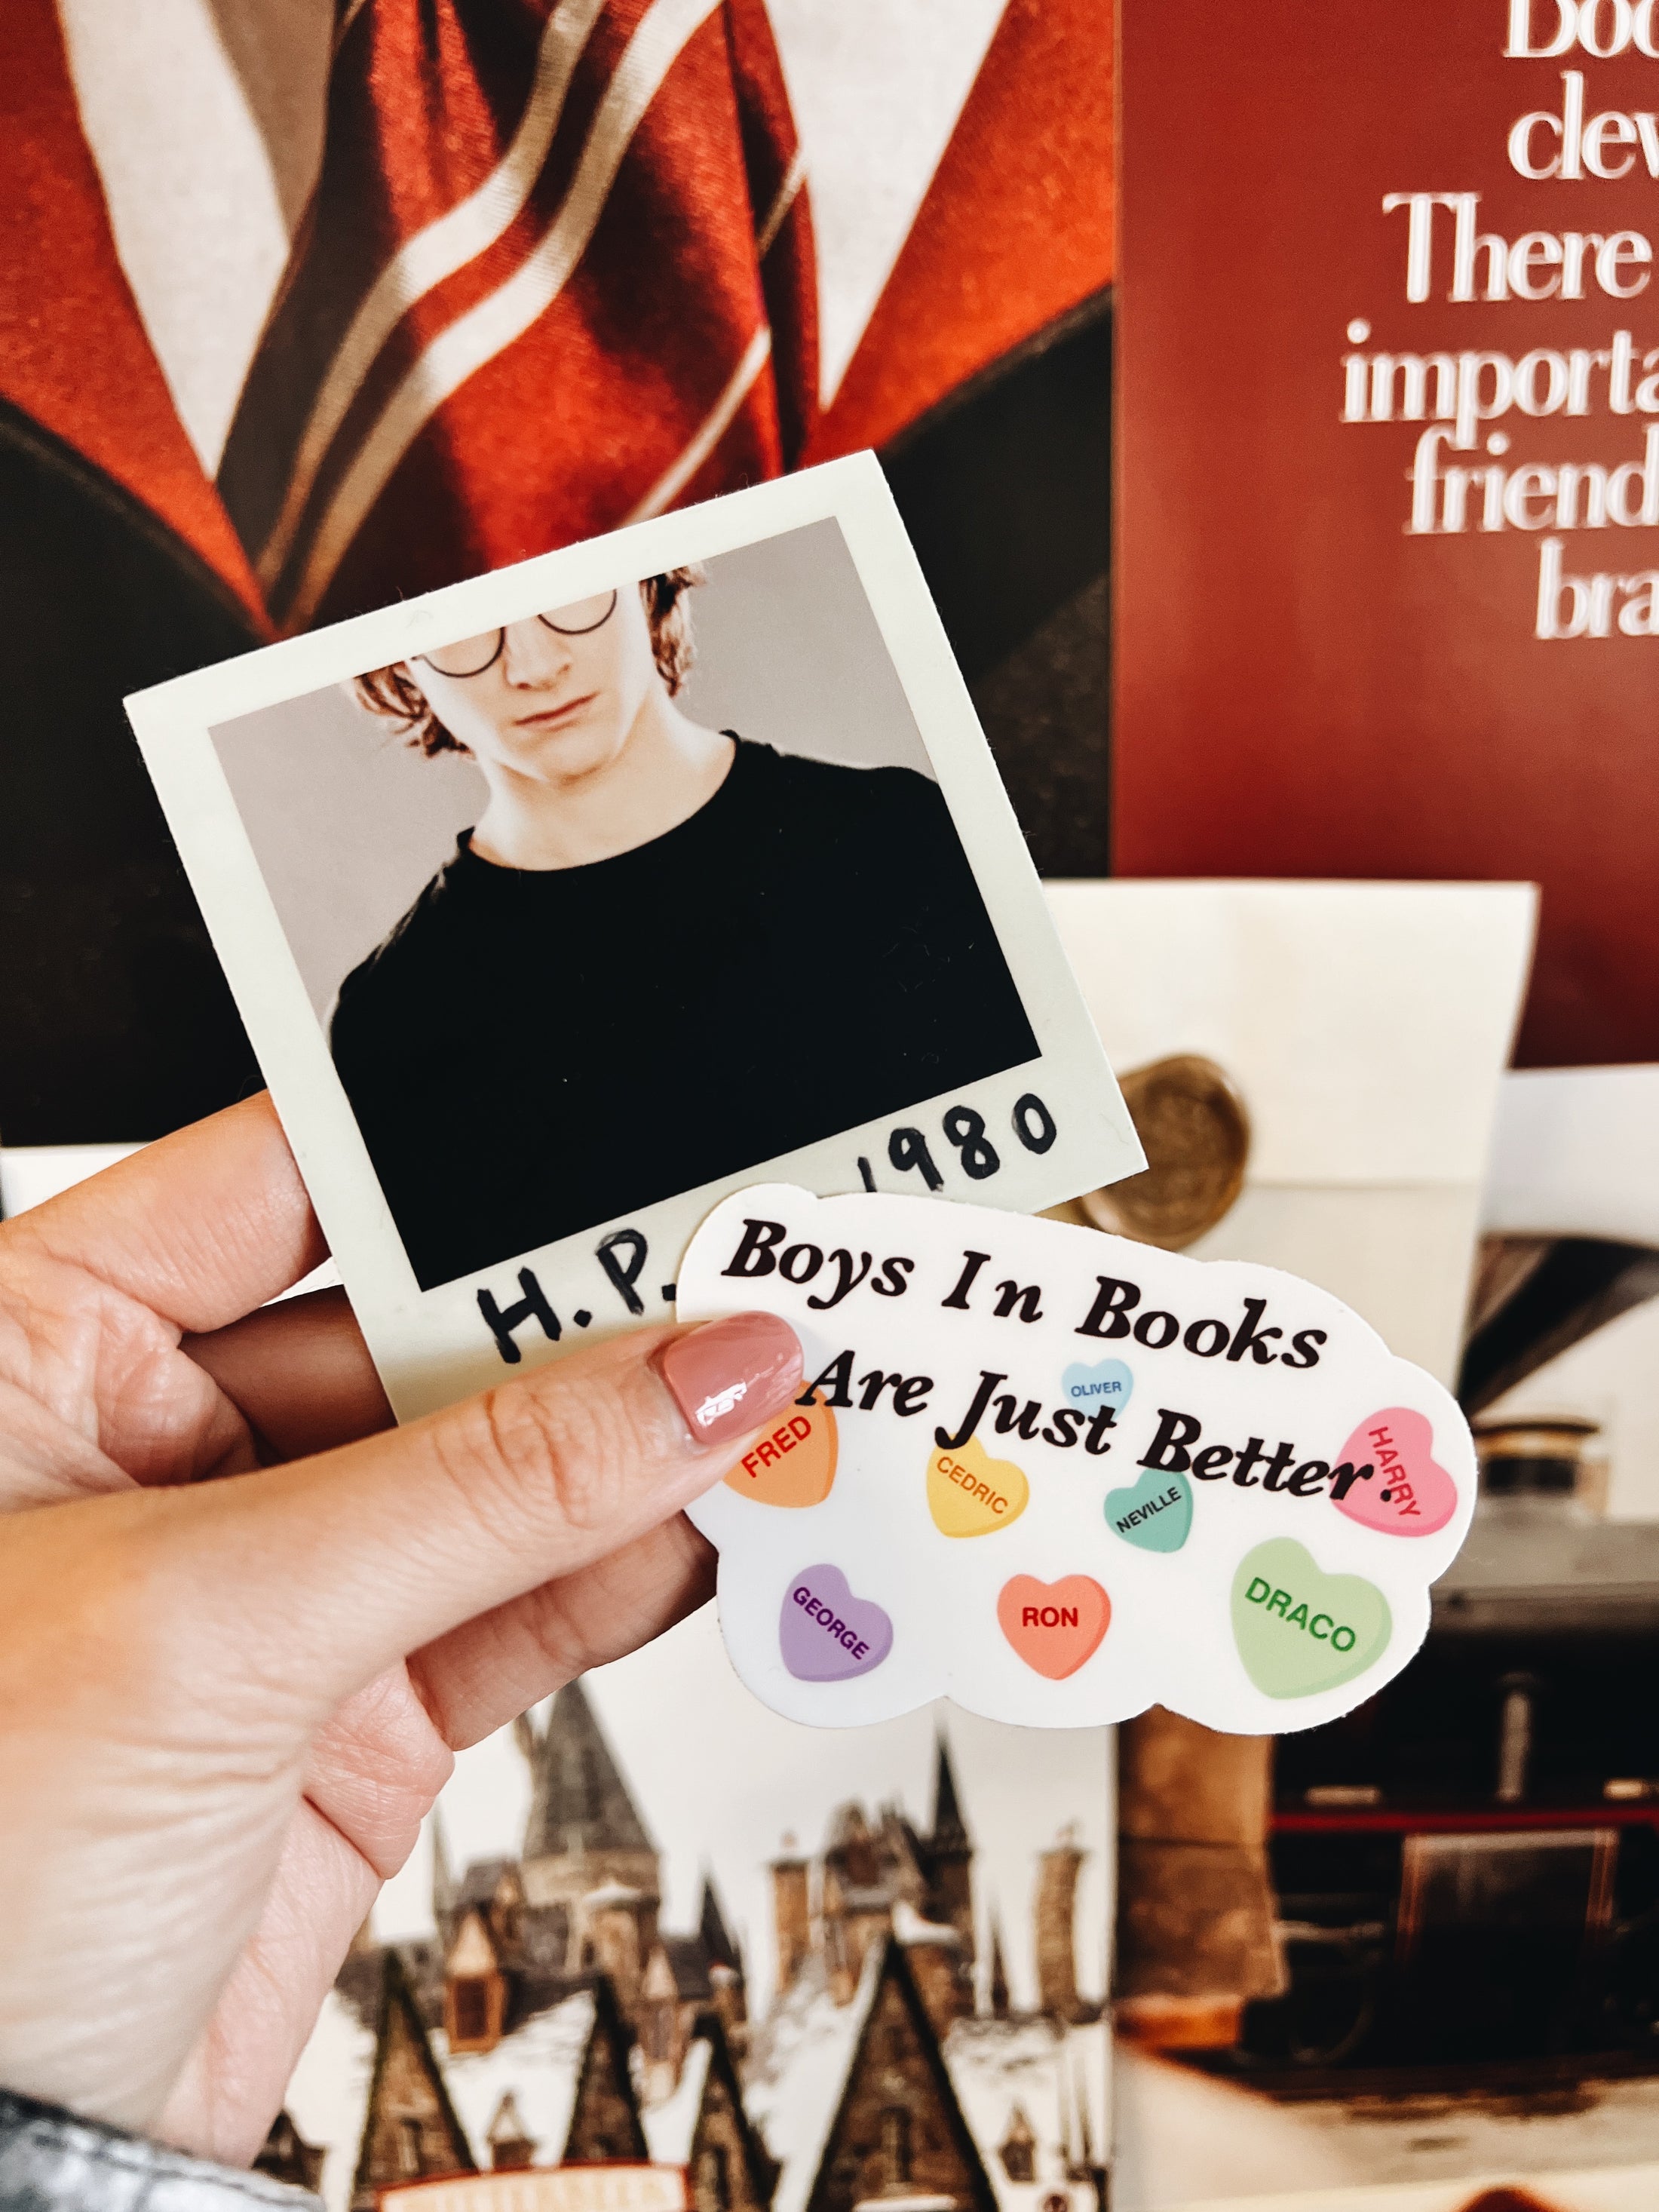 clev
There
importa
friend
bra
H.P. 1980
Boys In Books
Are Just Better.
OLIVER
FRED
CEDRIC
NEVILLE
HARRY
GEORGE
RON
DRACO